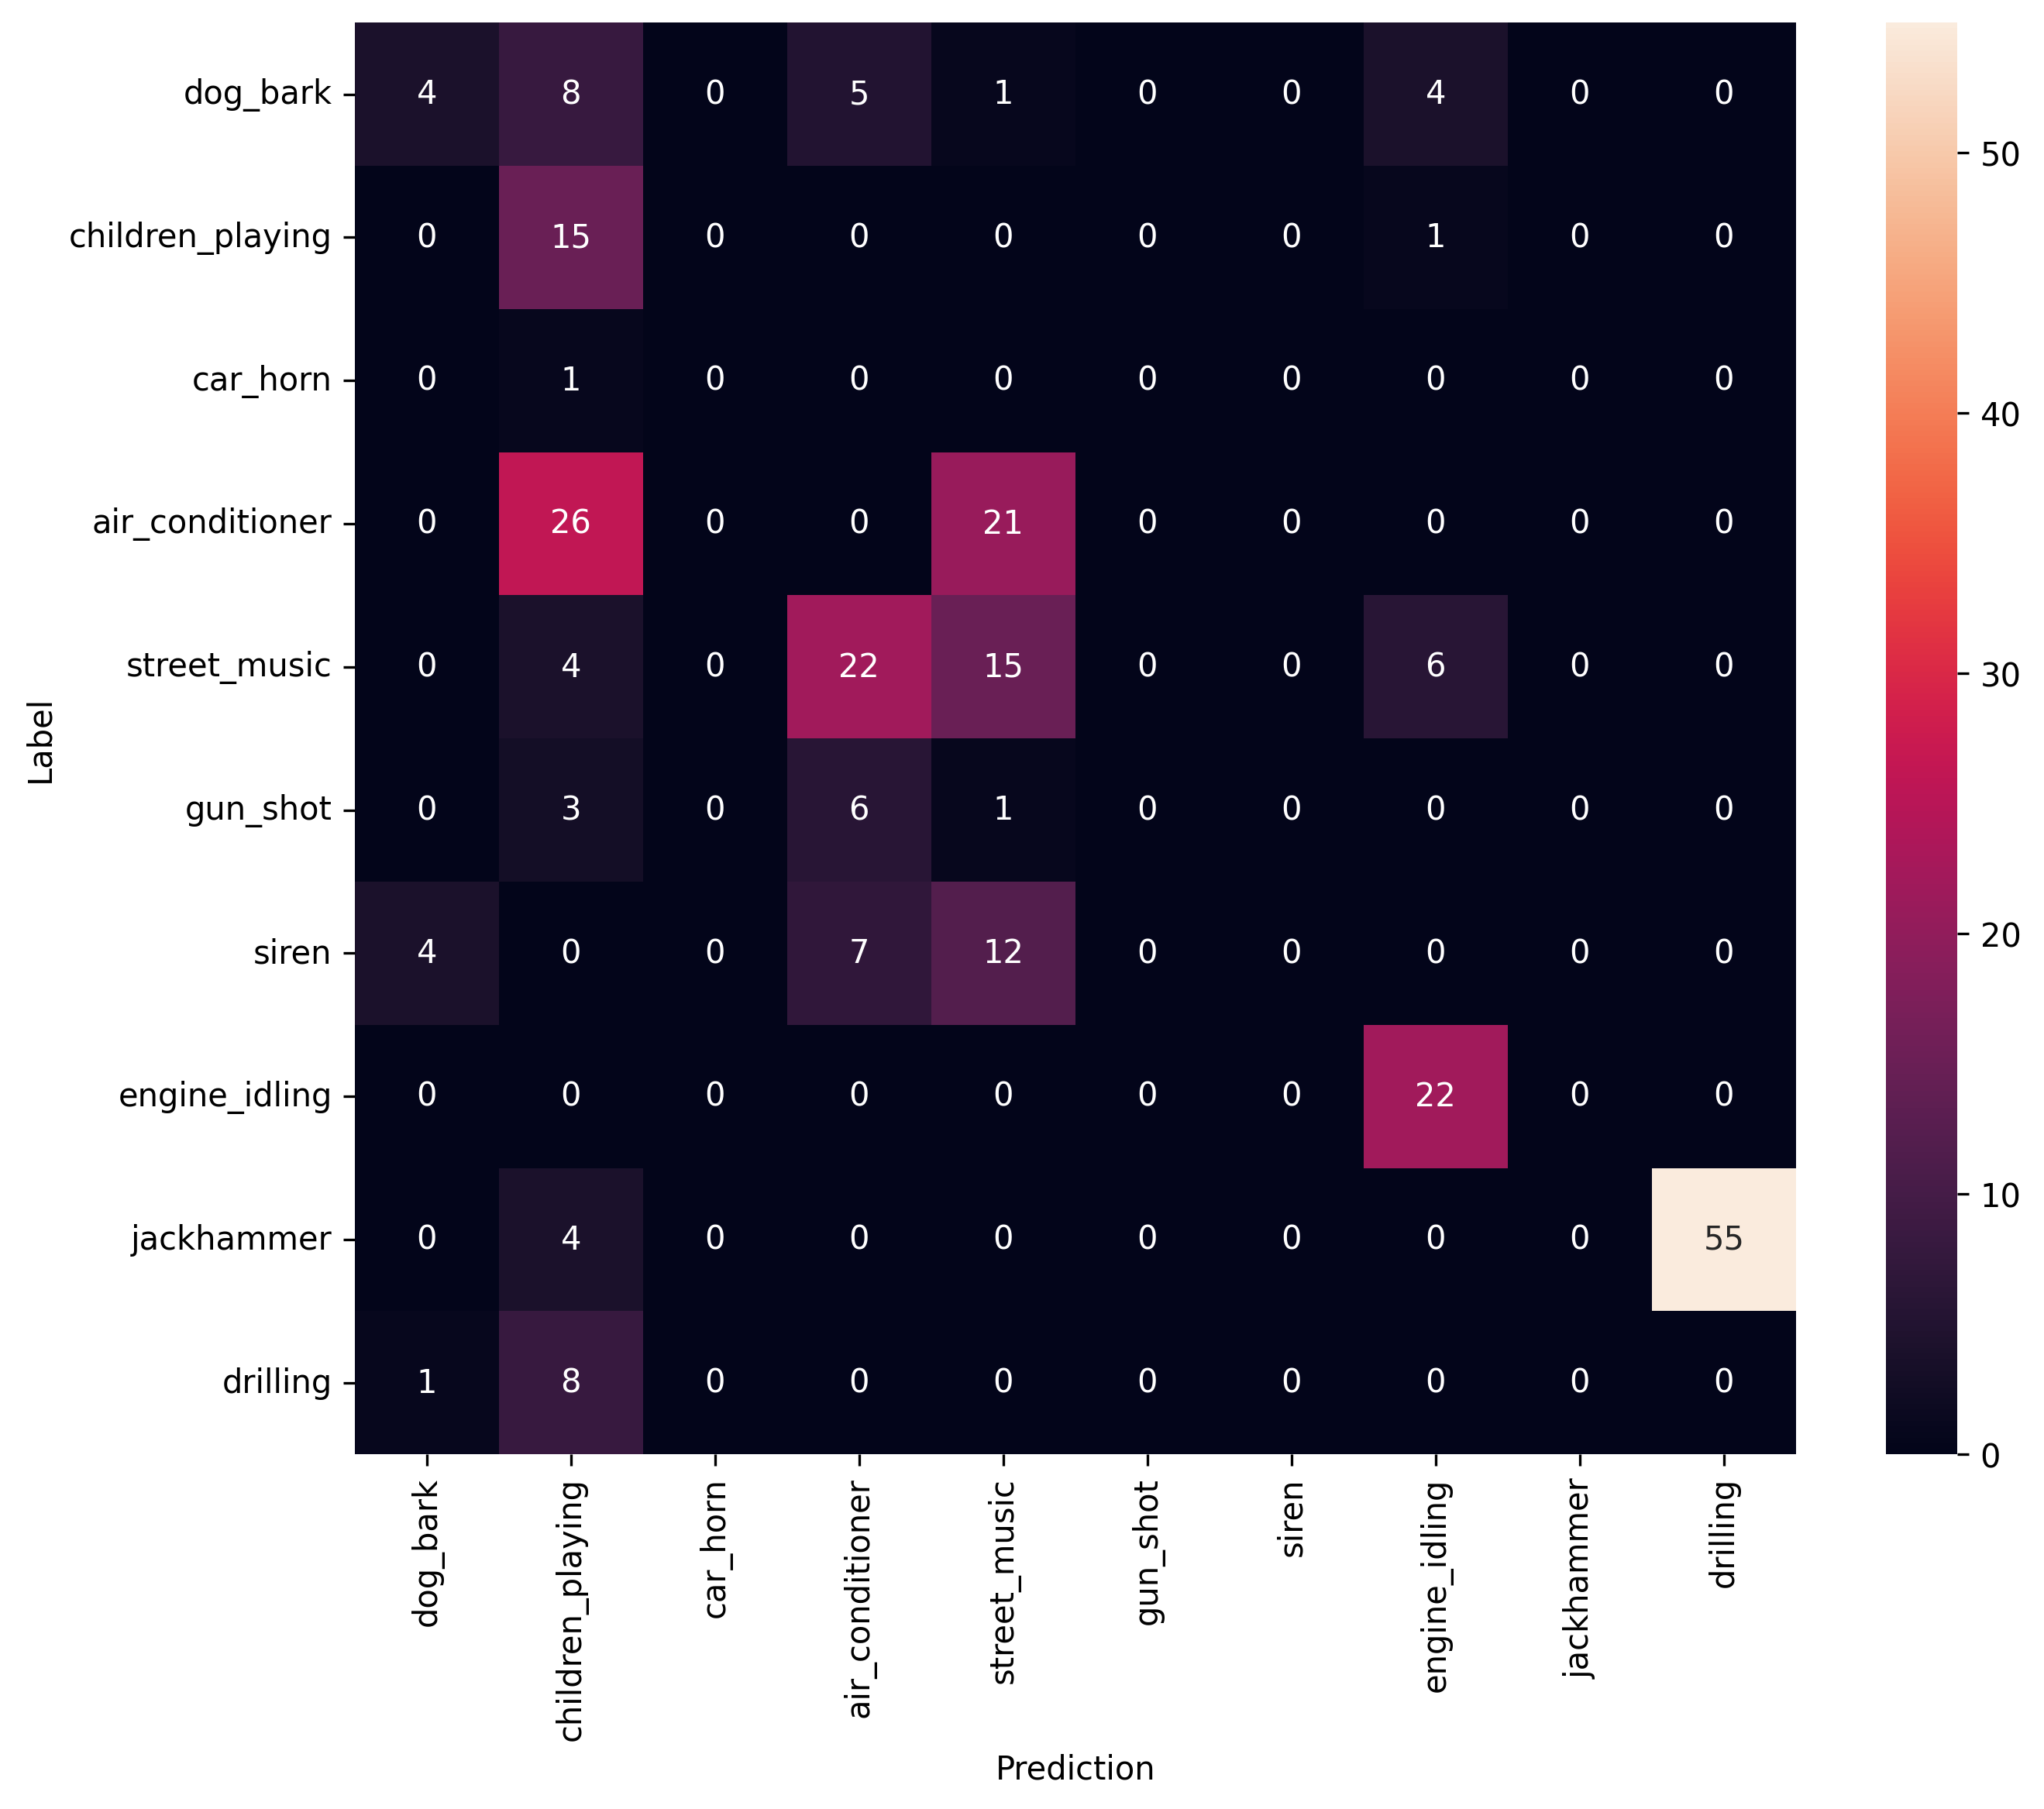 dog_bark 4 8 0 5 1 0 0 4 0 0
children_playing 0 15 0 0 0 0 0 1 0 0
car_horn 0 1 0 0 0 0 0 0 0 0
air_conditioner 0 26 0 0 21 0 0 0 0 0
street_music 0 4 0 22 15 0 0 6 0 0
gun_shot 0 3 0 6 1 0 0 0 0 0
siren 4 0 0 7 12 0 0 0 0 0
engine_idling 0 0 0 0 0 0 0 22 0 0
jackhammer 0 4 0 0 0 0 0 0 0 55
drilling 1 8 0 0 0 0 0 0 0 0
Label
dog_bark
children_playing
car_horn
air_conditioner
street_music
gun_shot
siren
engine_idling
jackhammer
drilling
Prediction
50
40
30
20
10
0